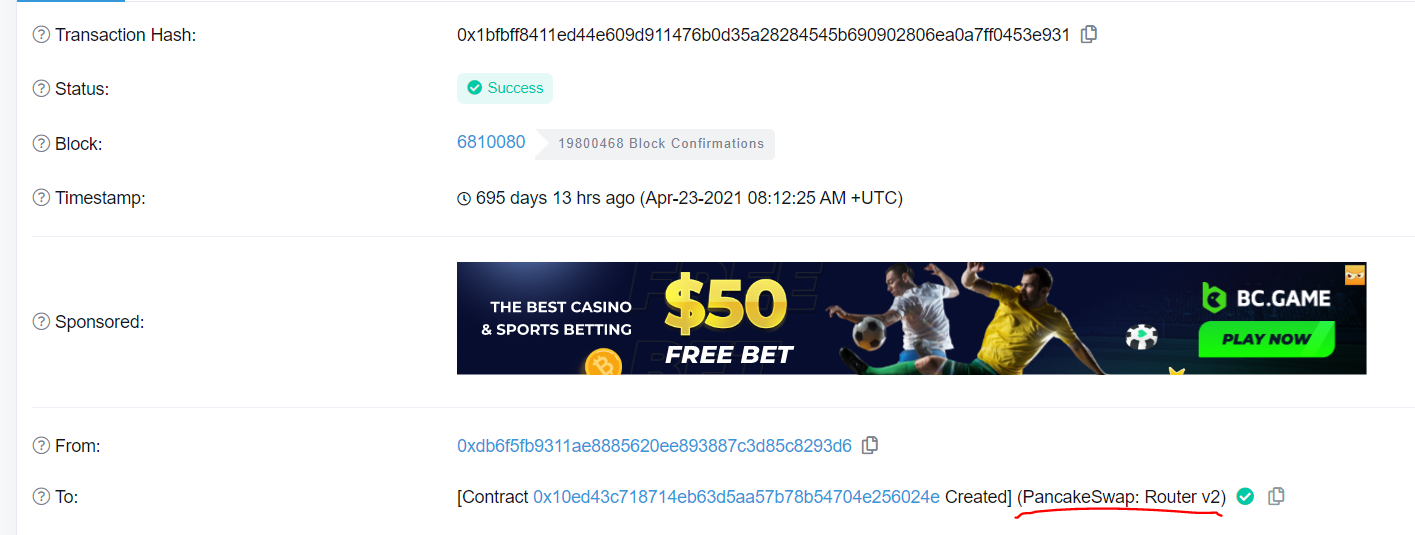 Transaction Hash: 0x1bfbff8411ed44e609d911476b0d35a28284545b690902806ea0a7ff0453e931
Status: Success
Block: 6810080 19800468 Block Confirmations
Timestamp: 695 days 13 hrs ago (Apr-23-2021 08:12:25 AM +UTC)
Sponsored:
THE BEST CASINO
& SPORTS BETTING
$50
FREE BET
FREE
BET
BC.GAME
PLAY NOW
From: 0xdb6f5fb9311ae8885620ee893887c3d85c8293d6
To: [Contract 0x10ed43c718714eb63d5aa57b78b54704e256024e Created] (PancakeSwap: Router v2)